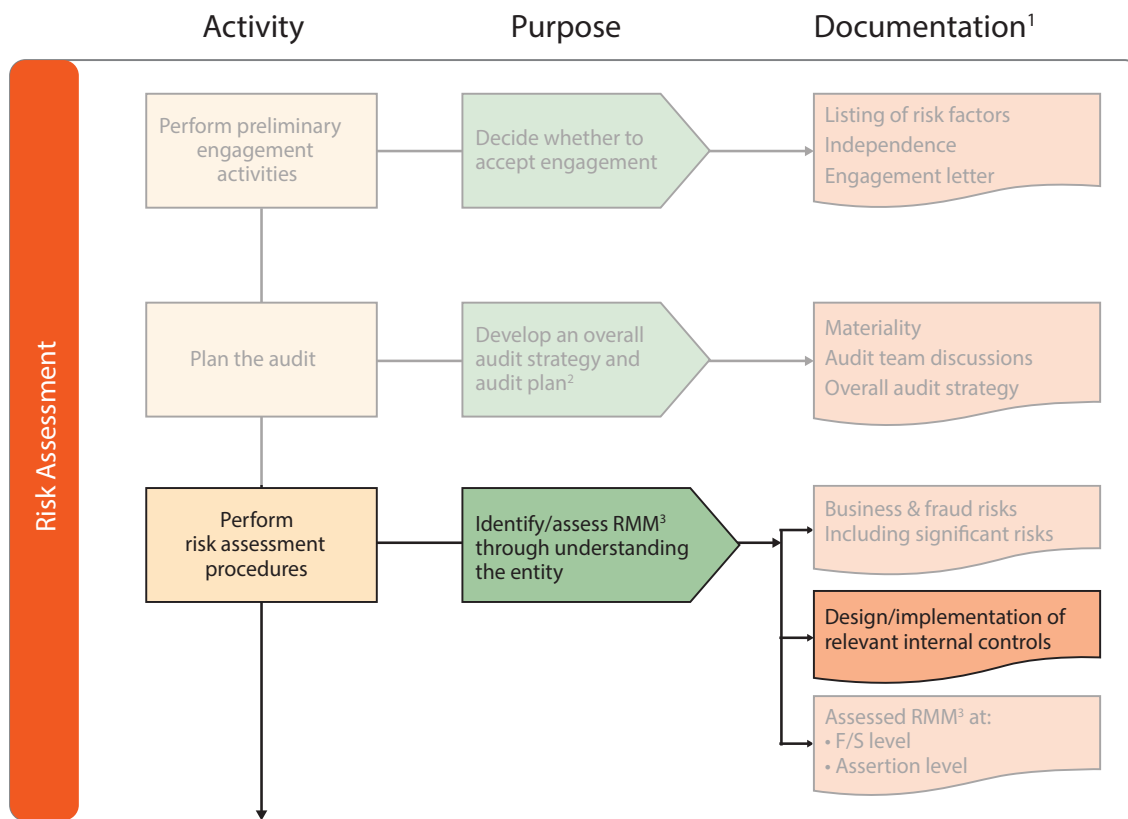 Activity
Purpose
Documentation¹
Risk Assessment
Perform preliminary
engagement
activities
Decide whether to
accept engagement
Listing of risk factors
Independence
Engagement letter
Plan the audit
Develop an overall
audit strategy and
audit plan²
Materiality
Audit team discussions
Overall audit strategy
Perform
risk assessment
procedures
Identify/assess RMM³
through understanding
the entity
Business & fraud risks
Including significant risks
Design/implementation of
relevant internal controls
Assessed RMM³ at:
• F/S level
• Assertion level